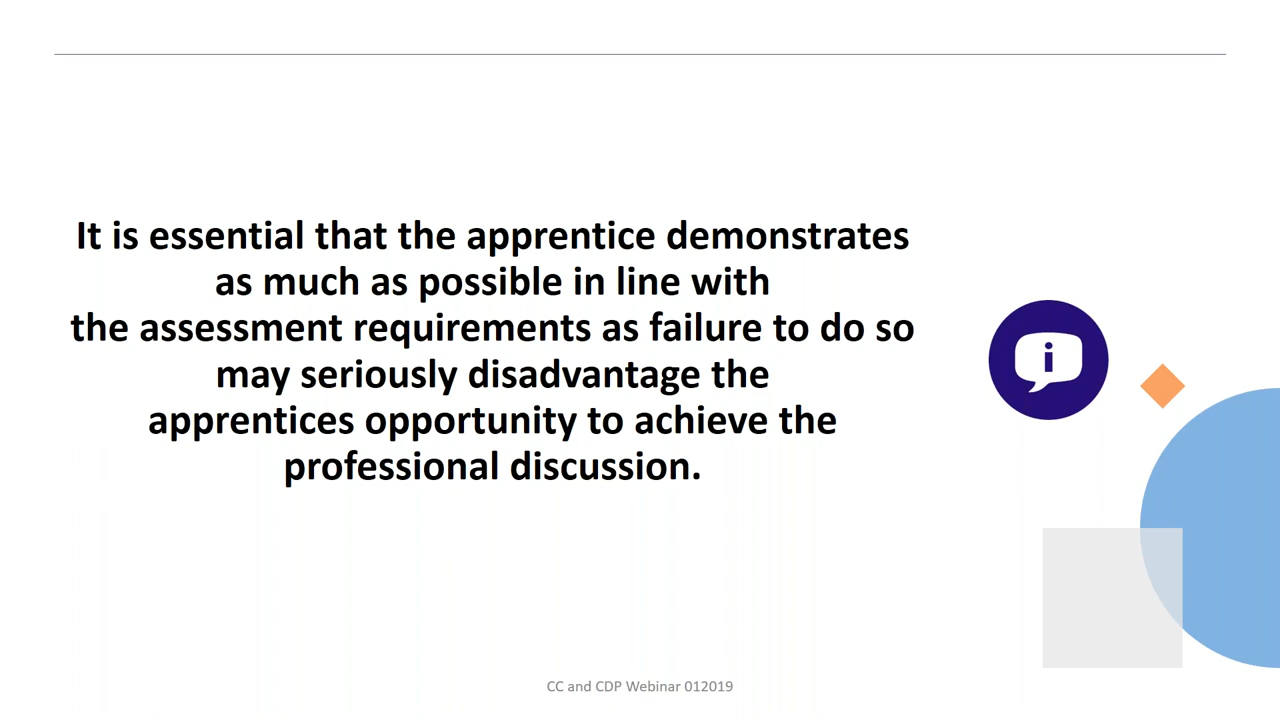 It is essential that the apprentice demonstrates
as much as possible in line with
the assessment requirements as failure to do so
may seriously disadvantage the
apprentices opportunity to achieve the
professional discussion.
i
CC and CDP Webinar 012019